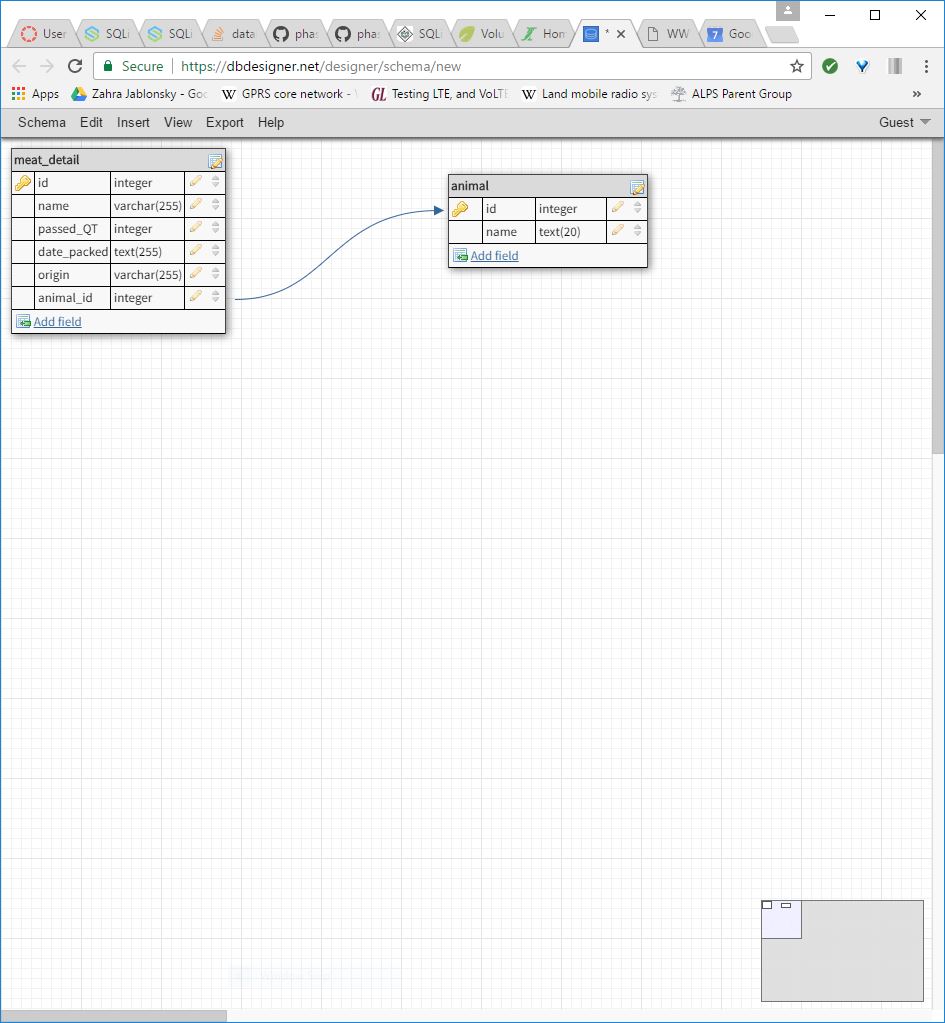 User SQLi SQLi data phas phas SQLi Volu Hom * × WW 7 Goo
Secure https://dbdesigner.net/designer/schema/new
Apps Zahra Jablonsky - Goo W GPRS core network - GL Testing LTE, and VoLTE W Land mobile radio sys ALPS Parent Group »
Schema Edit Insert View Export Help Guest
meat_detail
id integer
name varchar(255)
passed_QT integer
date_packed text(255)
origin varchar(255)
animal_id integer
Add field
animal
id integer
name text(20)
Add field